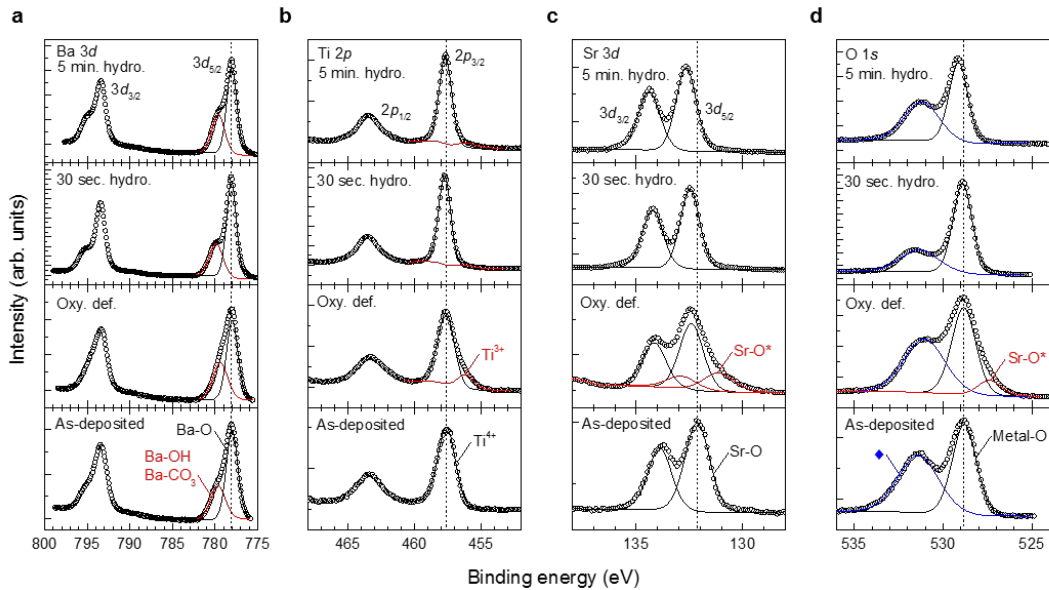 a
b
c
d
Ba 3d
5 min. hydro.
3d5/2
3d3/2
Ti 2p
5 min. hydro.
2p3/2
2p1/2
Sr 3d
5 min. hydro.
3d3/2
3d5/2
O 1s
5 min. hydro.
30 sec. hydro.
30 sec. hydro.
30 sec. hydro.
30 sec. hydro.
Oxy. def.
Oxy. def.
Ti3+
Oxy. def.
Sr-O*
Oxy. def.
Sr-O*
As-deposited
Ba-O
Ba-OH
Ba-CO3
As-deposited
Ti4+
As-deposited
Sr-O
As-deposited
Metal-O
800 795 790 785 780 775
465 460 455
135 130
535 530 525
Intensity (arb. units)
Binding energy (eV)